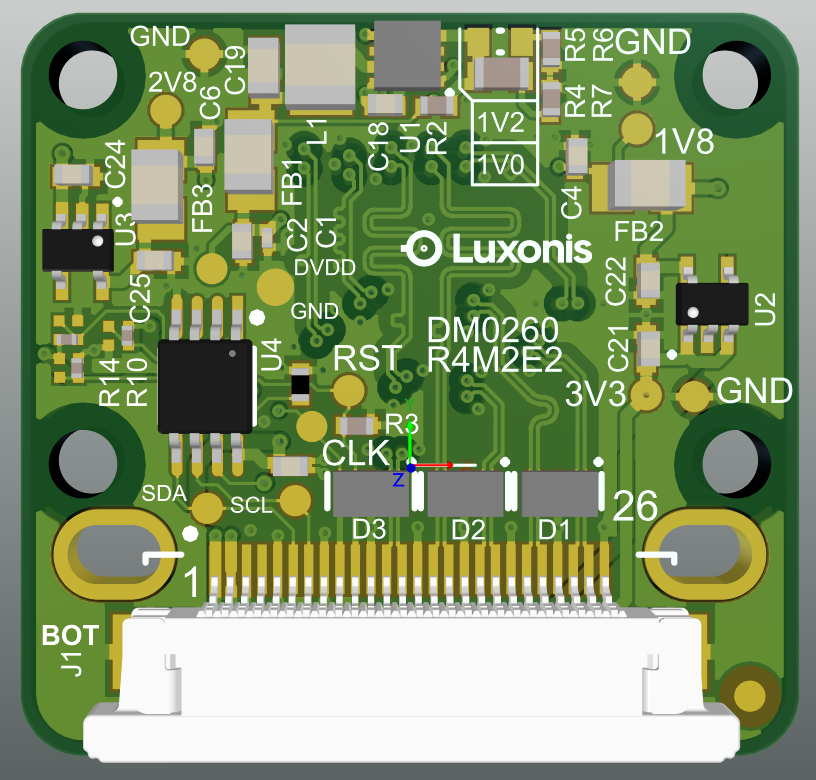 GND
C19
R5
R6
GND
2V8
C6
L1
C18
U1
R2
R4
R7
1V2
1V8
1V0
C24
U3
FB3
FB1
C4
FB2
C2
C1
Luxonis
DVDD
C25
GND
C22
U2
DM0260
R4M2E2
U4
RST
C21
R14
R10
3V3
GND
R3
CLK
Z
SDA
SCL
26
D3
D2
D1
1
BOT
J1